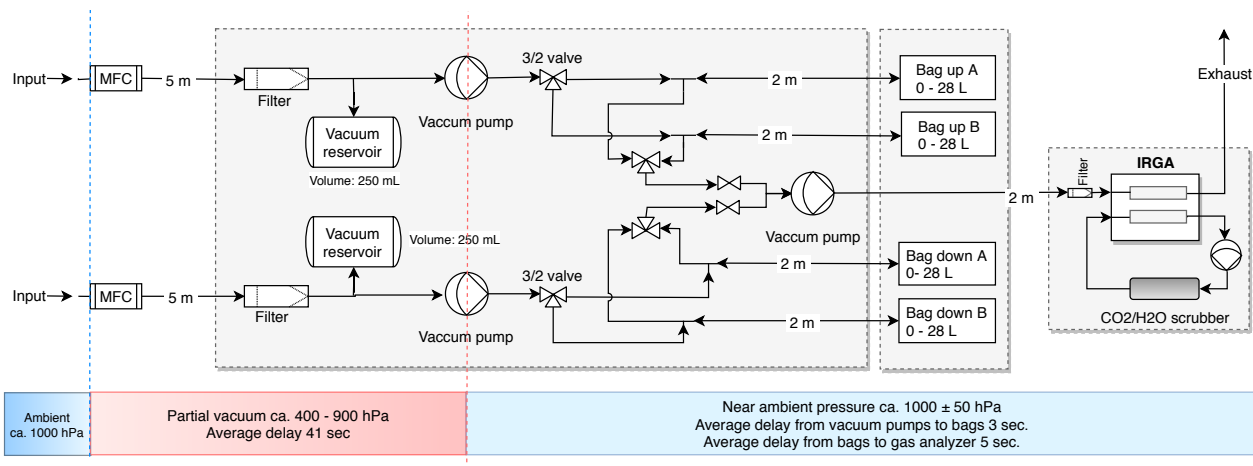 Input
MFC
5 m
Filter
Vacuum
reservoir
Volume: 250 mL
Vaccum pump
3/2 valve
2 m
Bag up A
0 - 28 L
2 m
Bag up B
0 - 28 L
Exhaust
IRGA
Filter
2 m
Vaccum pump
CO2/H2O scrubber
Vacuum
reservoir
Volume: 250 mL
Input
MFC
5 m
Filter
Vaccum pump
3/2 valve
2 m
Bag down A
0- 28 L
2 m
Bag down B
0 - 28 L
Ambient
ca. 1000 hPa
Partial vacuum ca. 400 - 900 hPa
Average delay 41 sec
Near ambient pressure ca. 1000 ± 50 hPa
Average delay from vacuum pumps to bags 3 sec.
Average delay from bags to gas analyzer 5 sec.